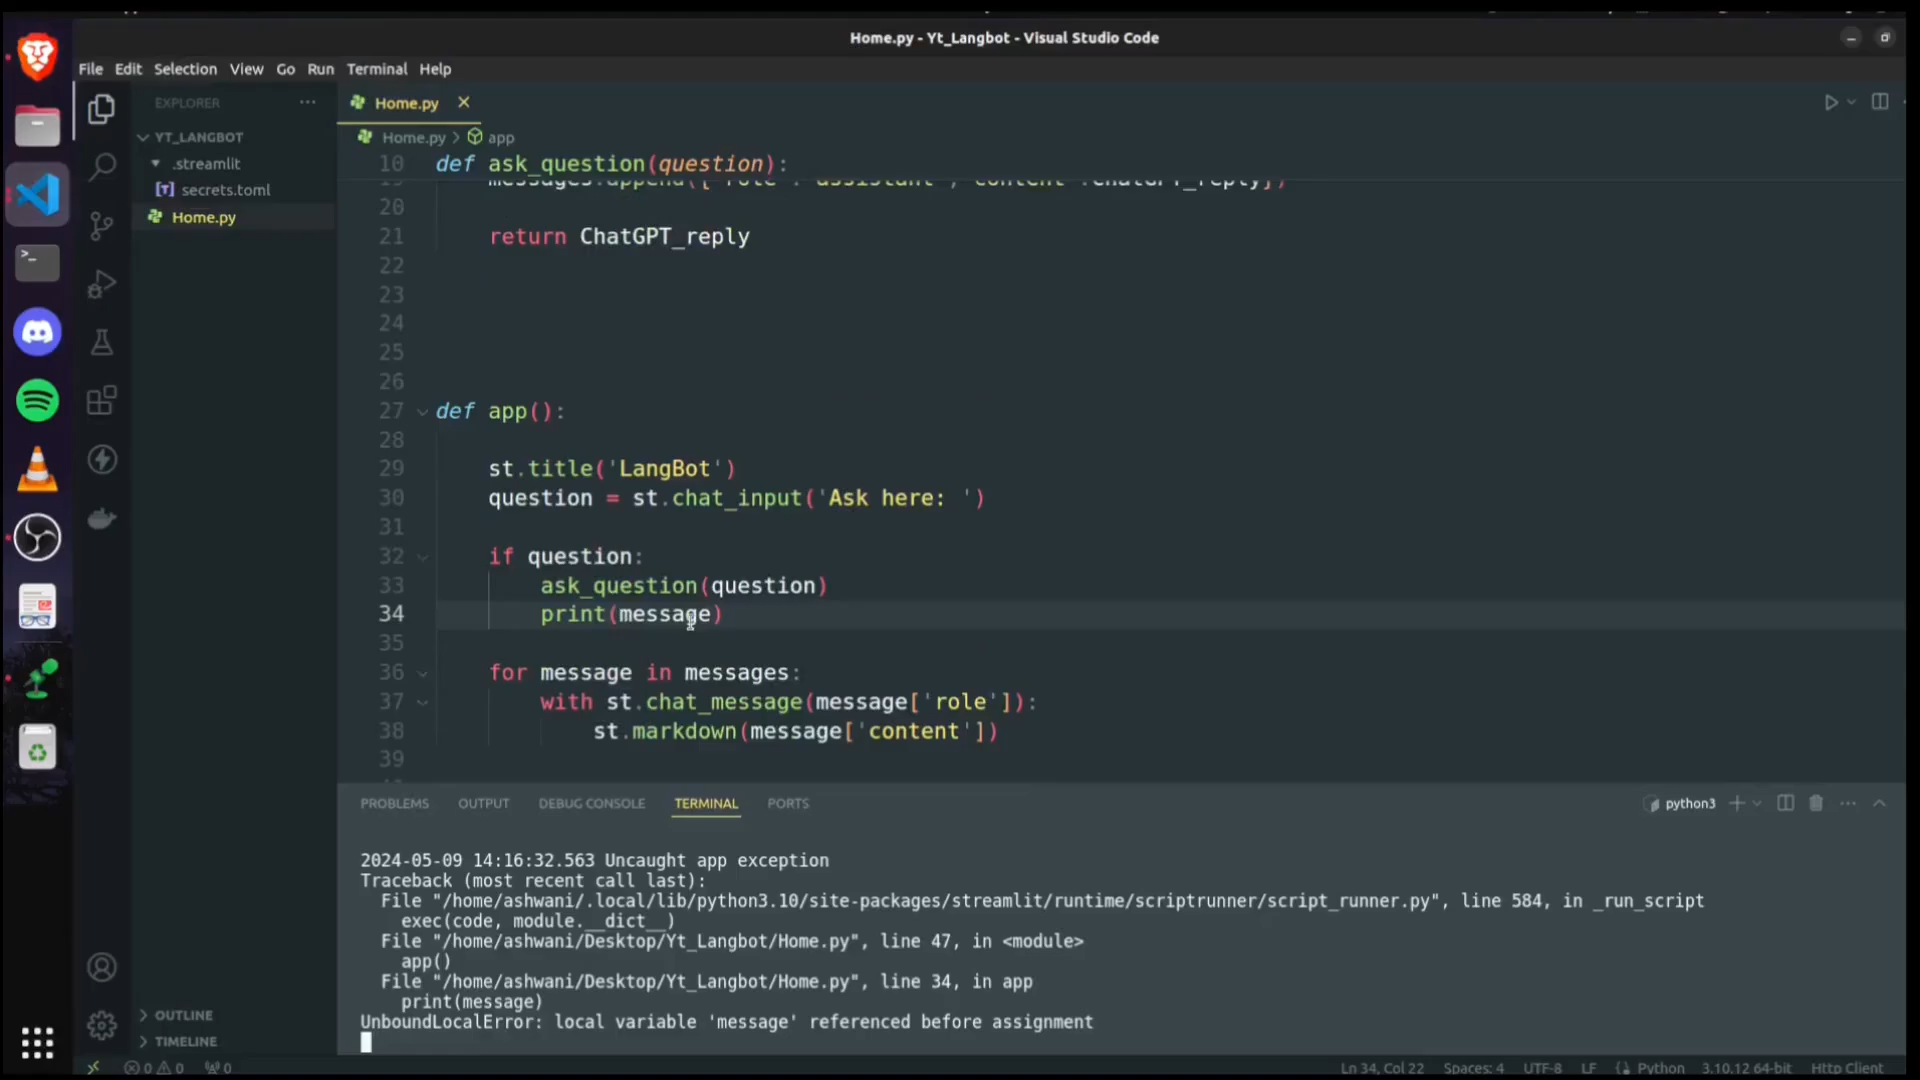 Home.py - Yt_Langbot - Visual Studio Code
File Edit Selection View Go Run Terminal Help
EXPLORER
YT_LANGBOT
.streamlit
secrets.toml
Home.py
Home.py
Home.py > app
10 def ask_question(question):
20
21 return ChatGPT_reply
22
23
24
25
26
27 def app():
28
29 st.title('LangBot')
30 question = st.chat_input('Ask here: ')
31
32 if question:
33 ask_question(question)
34 print(message)
35
36 for message in messages:
37 with st.chat_message(message['role']):
38 st.markdown(message['content'])
39
PROBLEMS OUTPUT DEBUG CONSOLE TERMINAL PORTS
python3
2024-05-09 14:16:32.563 Uncaught app exception
Traceback (most recent call last):
File "/home/ashwani/.local/lib/python3.10/site-packages/streamlit/runtime/scriptrunner/script_runner.py", line 584, in _run_script
exec(code, module.__dict__)
File "/home/ashwani/Desktop/Yt_Langbot/Home.py", line 47, in <module>
app()
File "/home/ashwani/Desktop/Yt_Langbot/Home.py", line 34, in app
print(message)
UnboundLocalError: local variable 'message' referenced before assignment
OUTLINE
TIMELINE
0 0 0
Ln 34, Col 22 Spaces: 4 UTF-8 LF Python 3.10.12 64-bit Http Client